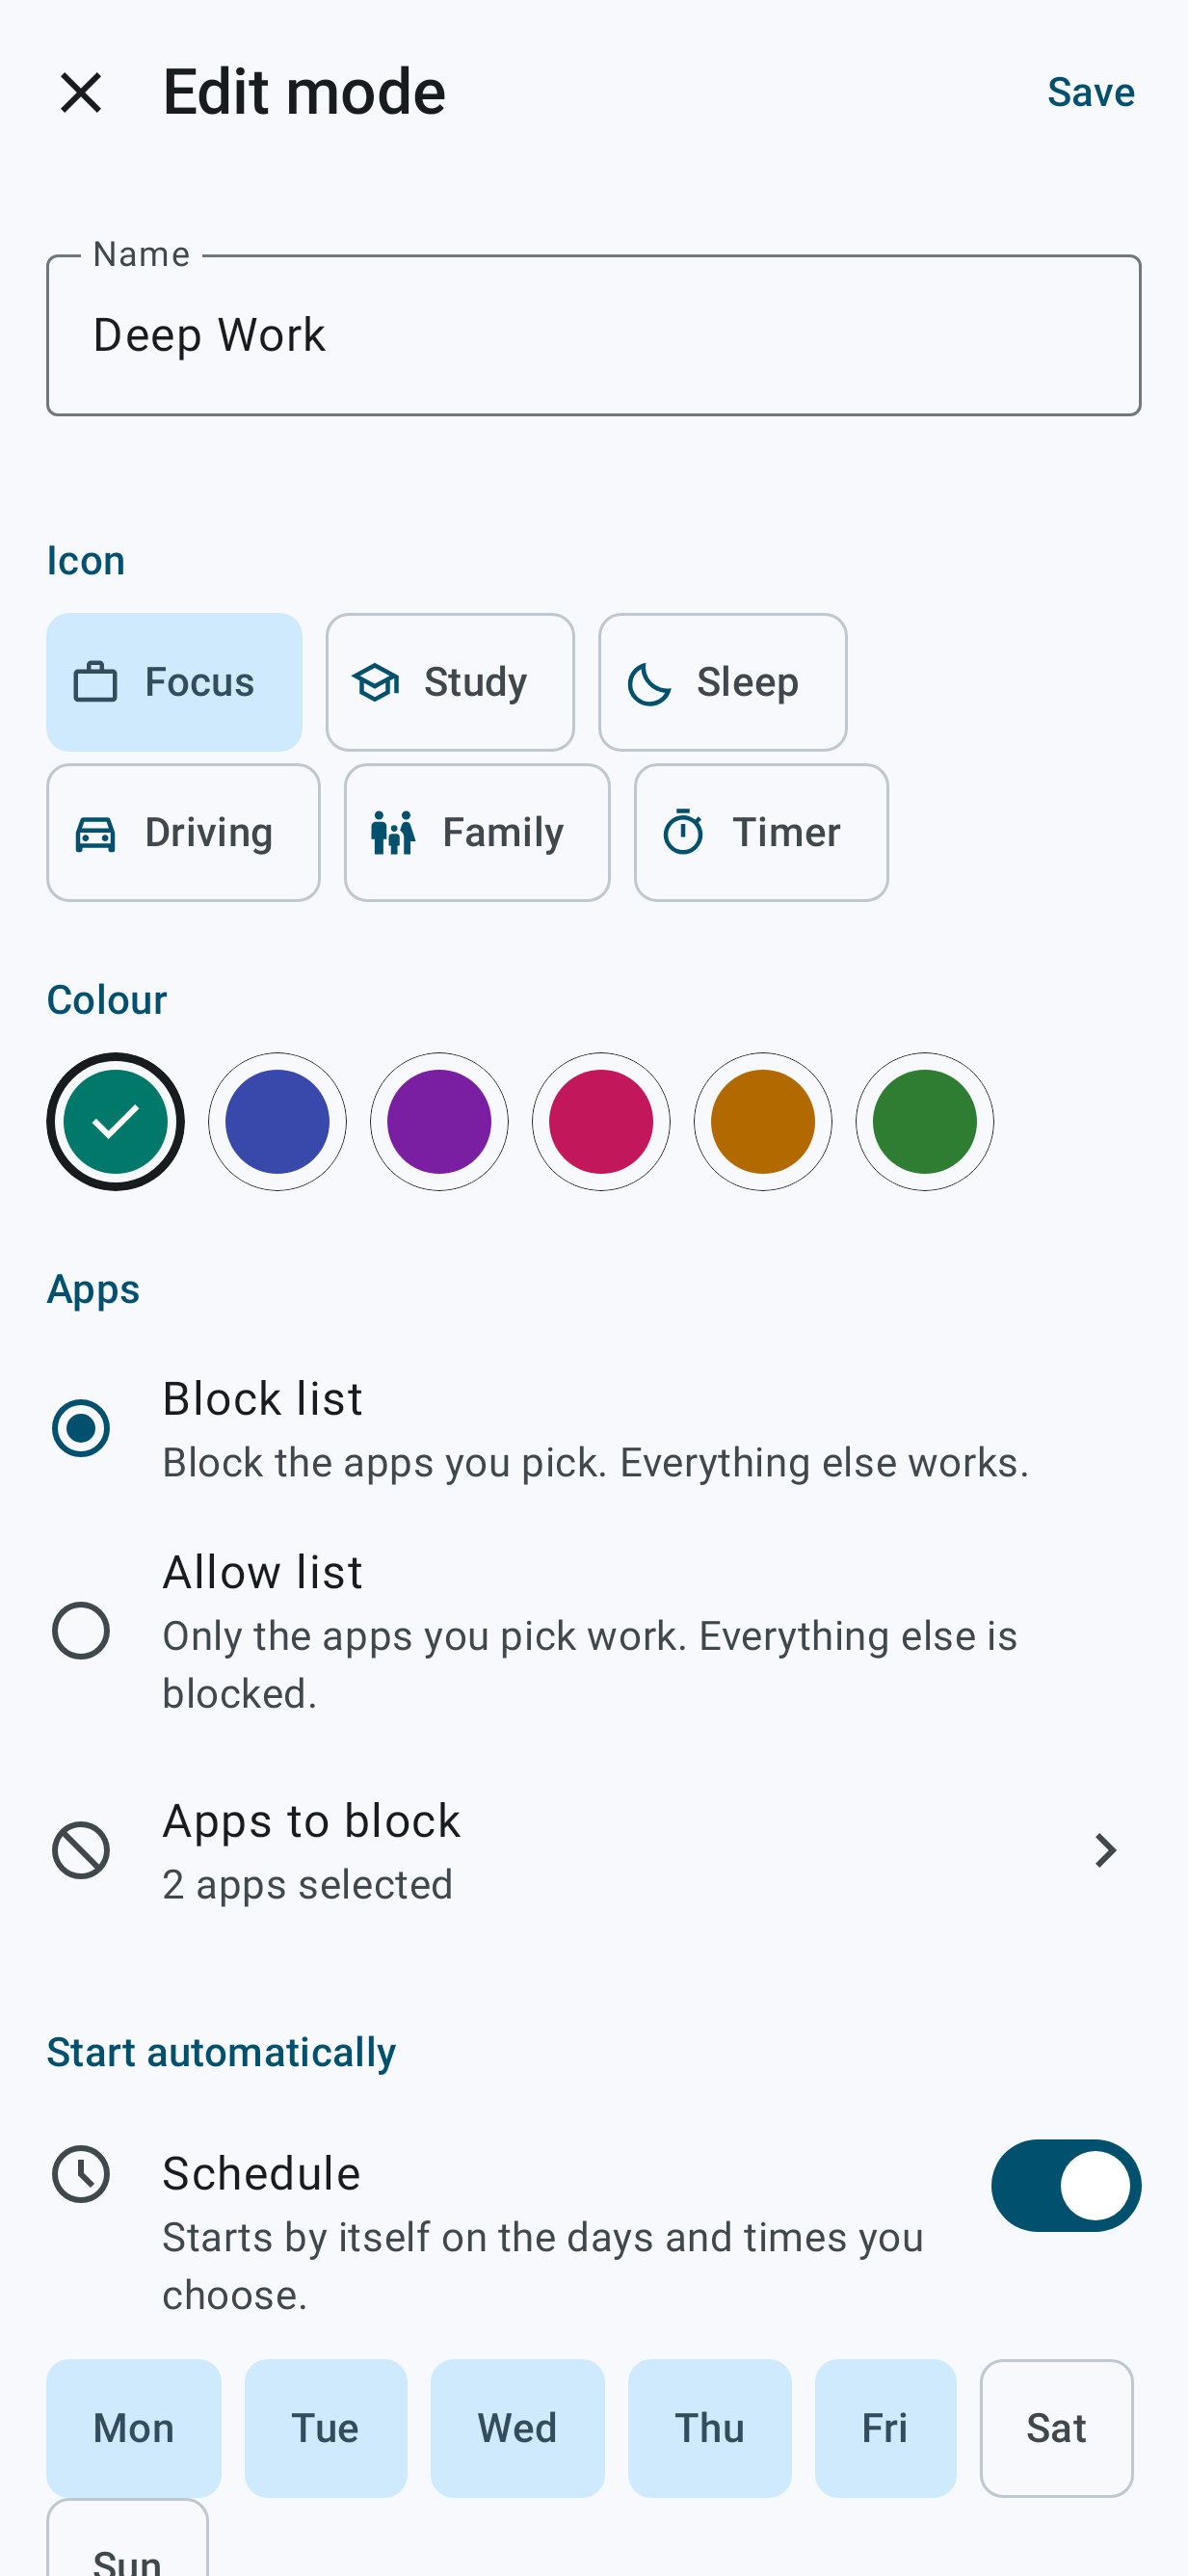 Edit mode
Save
Name
Deep Work
Icon
Focus
Study
Sleep
Driving
Family
Timer
Colour
Apps
Block list
Block the apps you pick. Everything else works.
Allow list
Only the apps you pick work. Everything else is
blocked.
Apps to block
2 apps selected
Start automatically
Schedule
Starts by itself on the days and times you
choose.
Mon
Tue
Wed
Thu
Fri
Sat
Sun